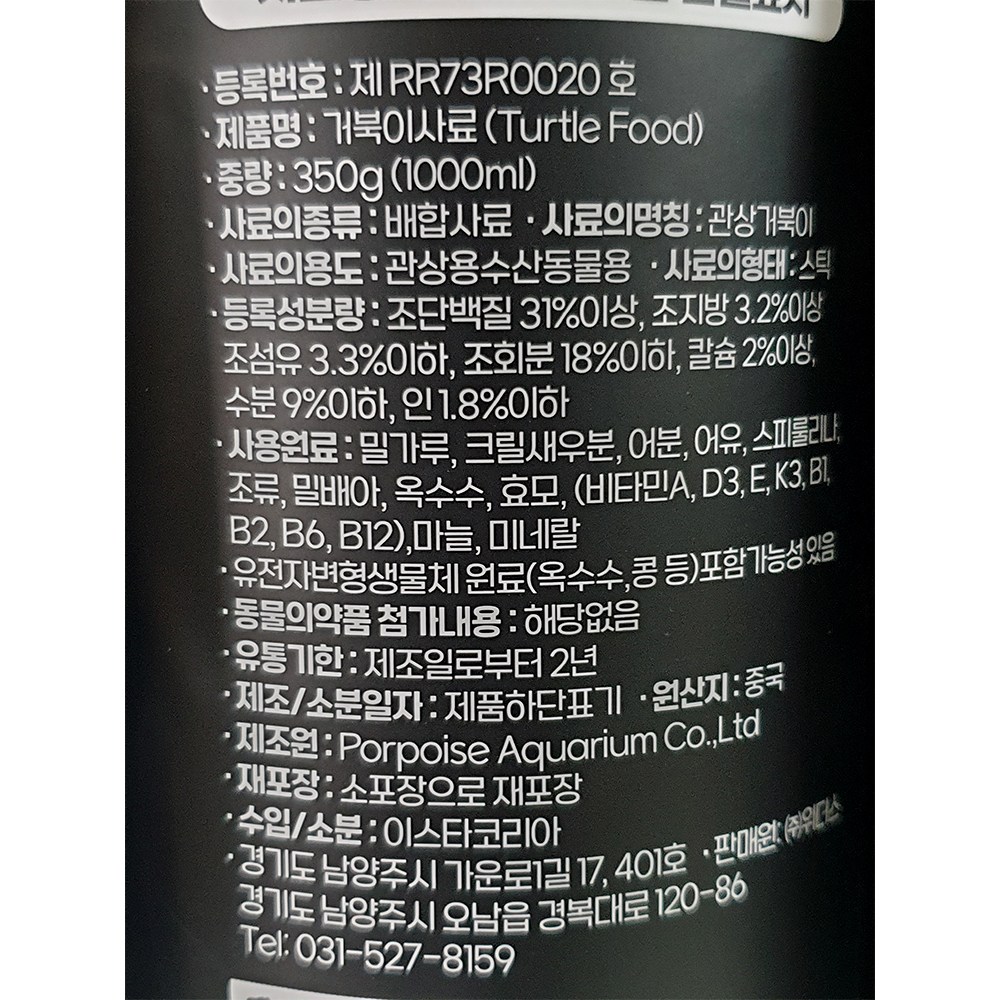 · 등록번호 : 제 RR73R0020 호
· 제품명 : 거북이사료 (Turtle Food)
· 중량 : 350g (1000ml)
· 사료의종류 : 배합사료 · 사료의명칭 : 관상거북이
· 사료의용도 : 관상용수산동물용 · 사료의형태 : 스틱
· 등록성분량 : 조단백질 31%이상, 조지방 3.2%이상
조섬유 3.3%이하, 조회분 18%이하, 칼슘 2%이상,
수분 9%이하, 인 1.8%이하
· 사용원료 : 밀가루, 크릴새우분, 어분, 어유, 스피룰리나,
조류, 밀배아, 옥수수, 효모, (비타민A, D3, E, K3, B1,
B2, B6, B12),마늘, 미네랄
· 유전자변형생물체 원료(옥수수,콩 등)포함가능성 있음
· 동물의약품 첨가내용 : 해당없음
· 유통기한 : 제조일로부터 2년
· 제조/소분일자 : 제품하단표기 · 원산지 : 중국
· 제조원 : Porpoise Aquarium Co.,Ltd
· 재포장 : 소포장으로 재포장
· 수입/소분 : 이스타코리아
· 경기도 남양주시 가운로1길 17, 401호 · 판매원: (주)위더스
경기도 남양주시 오남읍 경복대로 120-86
Tel: 031-527-8159